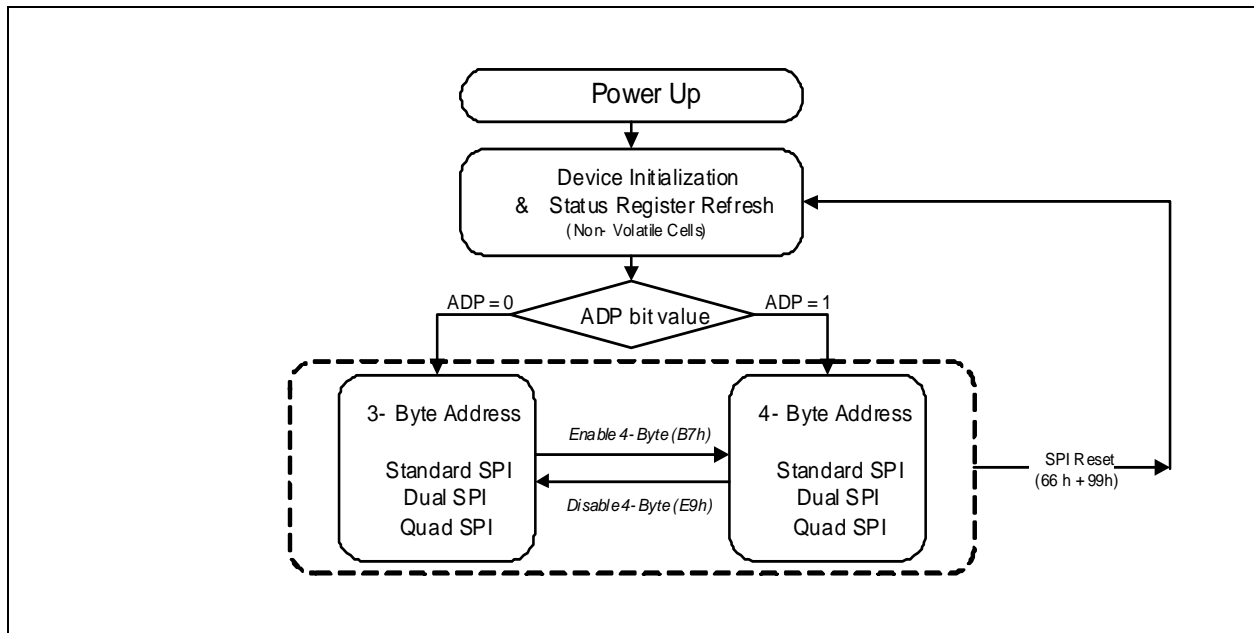 Power Up
Device Initialization
& Status Register Refresh
(Non- Volatile Cells)
ADP = 0
ADP bit value
ADP = 1
3- Byte Address
Standard SPI
Dual SPI
Quad SPI
Enable 4- Byte (B7h)
Disable 4- Byte (E9h)
4- Byte Address
Standard SPI
Dual SPI
Quad SPI
SPI Reset
(66 h + 99h)